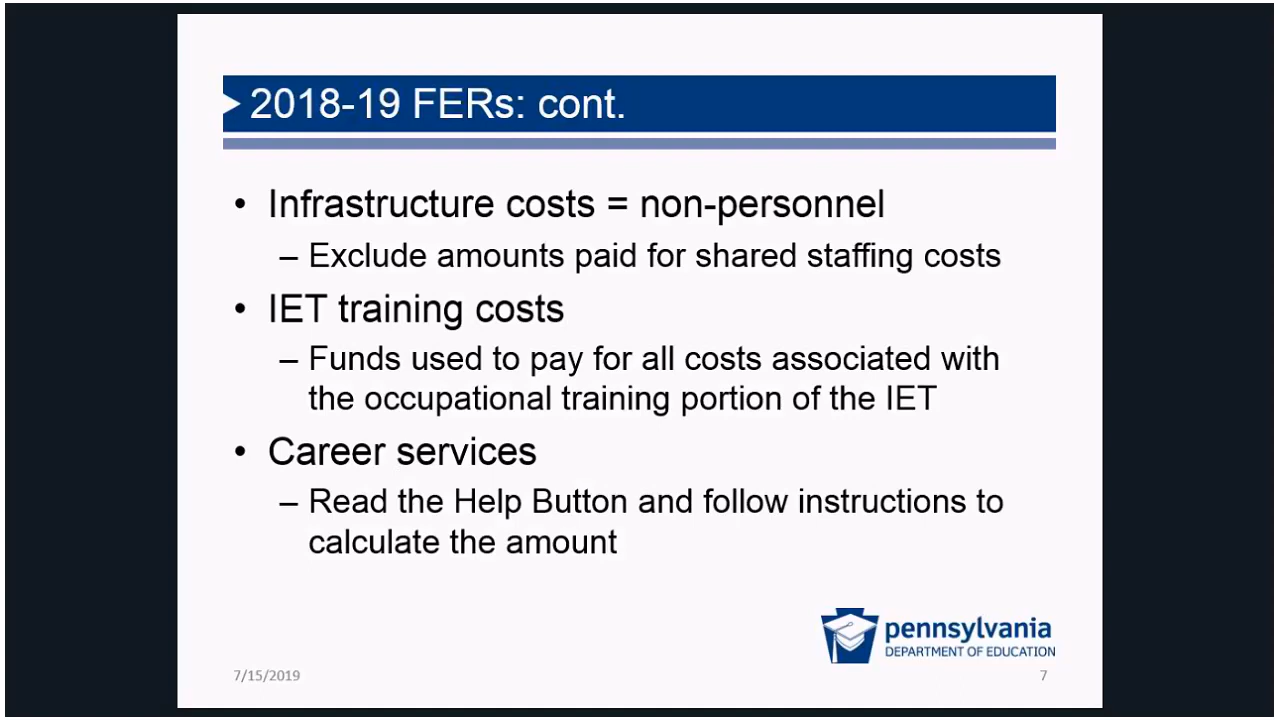 2018-19 FERs: cont.
• Infrastructure costs = non-personnel
– Exclude amounts paid for shared staffing costs
• IET training costs
– Funds used to pay for all costs associated with
the occupational training portion of the IET
• Career services
– Read the Help Button and follow instructions to
calculate the amount
pennsylvania
DEPARTMENT OF EDUCATION
7/15/2019
7